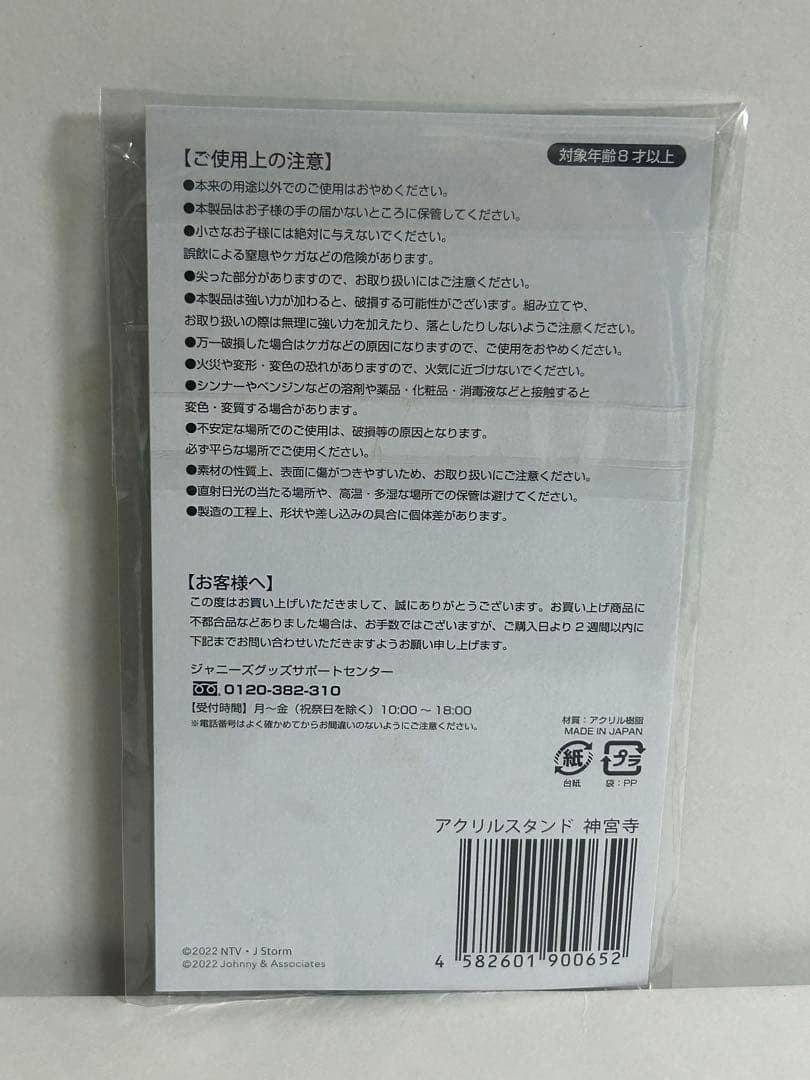 【ご使用上の注意】
対象年齢8才以上
●本来の用途以外でのご使用はおやめください。
●本製品はお子様の手の届かないところに保管してください。
●小さなお子様には絶対に与えないでください。
誤飲による窒息やケガなどの危険があります。
●尖った部分がありますので、お取り扱いにはご注意ください。
●本製品は強い力が加わると、破損する可能性がございます。組み立てや、
お取り扱いの際は無理に強い力を加えたり、落としたりしないようご注意ください。
●万一破損した場合はケガなどの原因になりますので、ご使用をおやめください。
●火災や変形・変色の恐れがありますので、火気に近づけないでください。
●シンナーやベンジンなどの溶剤や薬品・化粧品・消毒液などと接触すると
変色・変質する場合があります。
●不安定な場所でのご使用は、破損等の原因となります。
必ず平らな場所でご使用ください。
●素材の性質上、表面に傷がつきやすいため、お取り扱いにご注意ください。
●直射日光の当たる場所や、高温・多湿な場所での保管は避けてください。
●製造の工程上、形状や差し込みの具合に個体差があります。
【お客様へ】
この度はお買い上げいただきまして、誠にありがとうございます。お買い上げ商品に
不都合品などありました場合は、お手数ではございますが、ご購入日より2週間以内に
下記までお問い合わせいただきますようお願い申し上げます。
ジャニーズグッズサポートセンター
0120-382-310
【受付時間】月～金（祝祭日を除く）10:00～18:00
※電話番号はよく確かめてからお間違いのないようにご注意ください。
材質：アクリル樹脂
MADE IN JAPAN
紙 プラ
台紙 袋：PP
アクリルスタンド 神宮寺
4 582601 900652
©2022 NTV・J Storm
©2022 Johnny & Associates